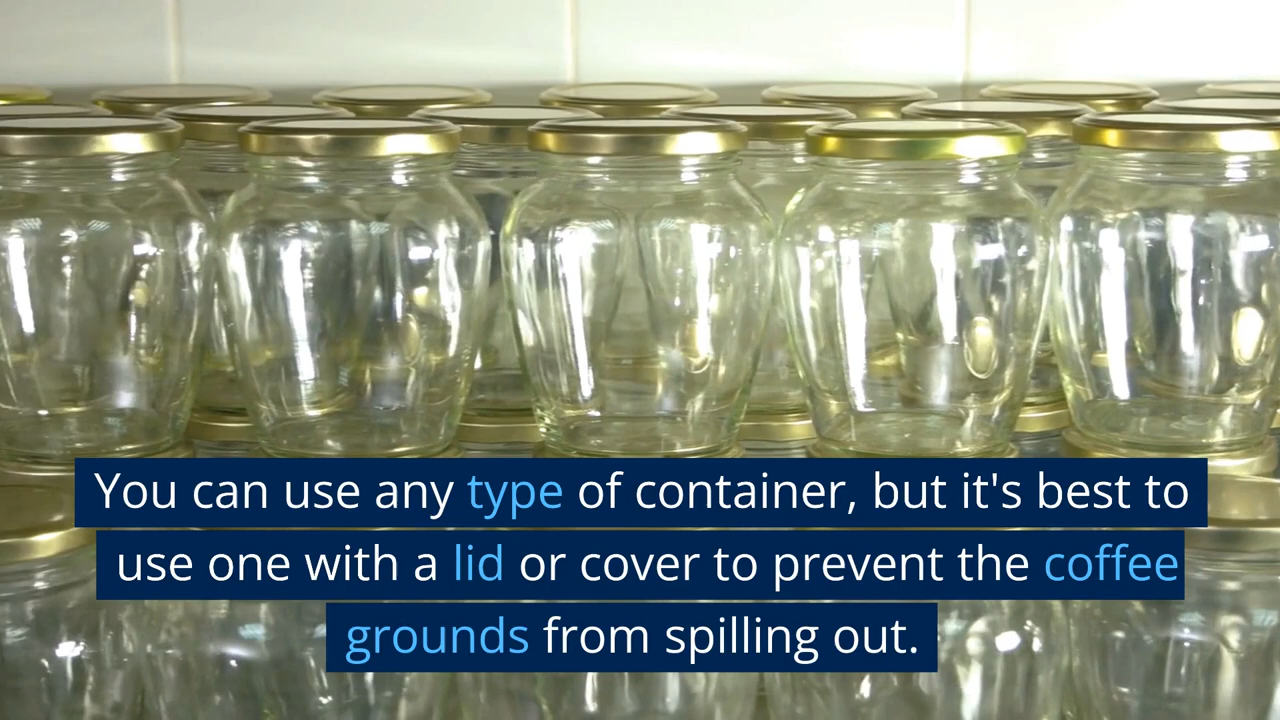 You can use any type of container, but it's best to
use one with a lid or cover to prevent the coffee
grounds from spilling out.